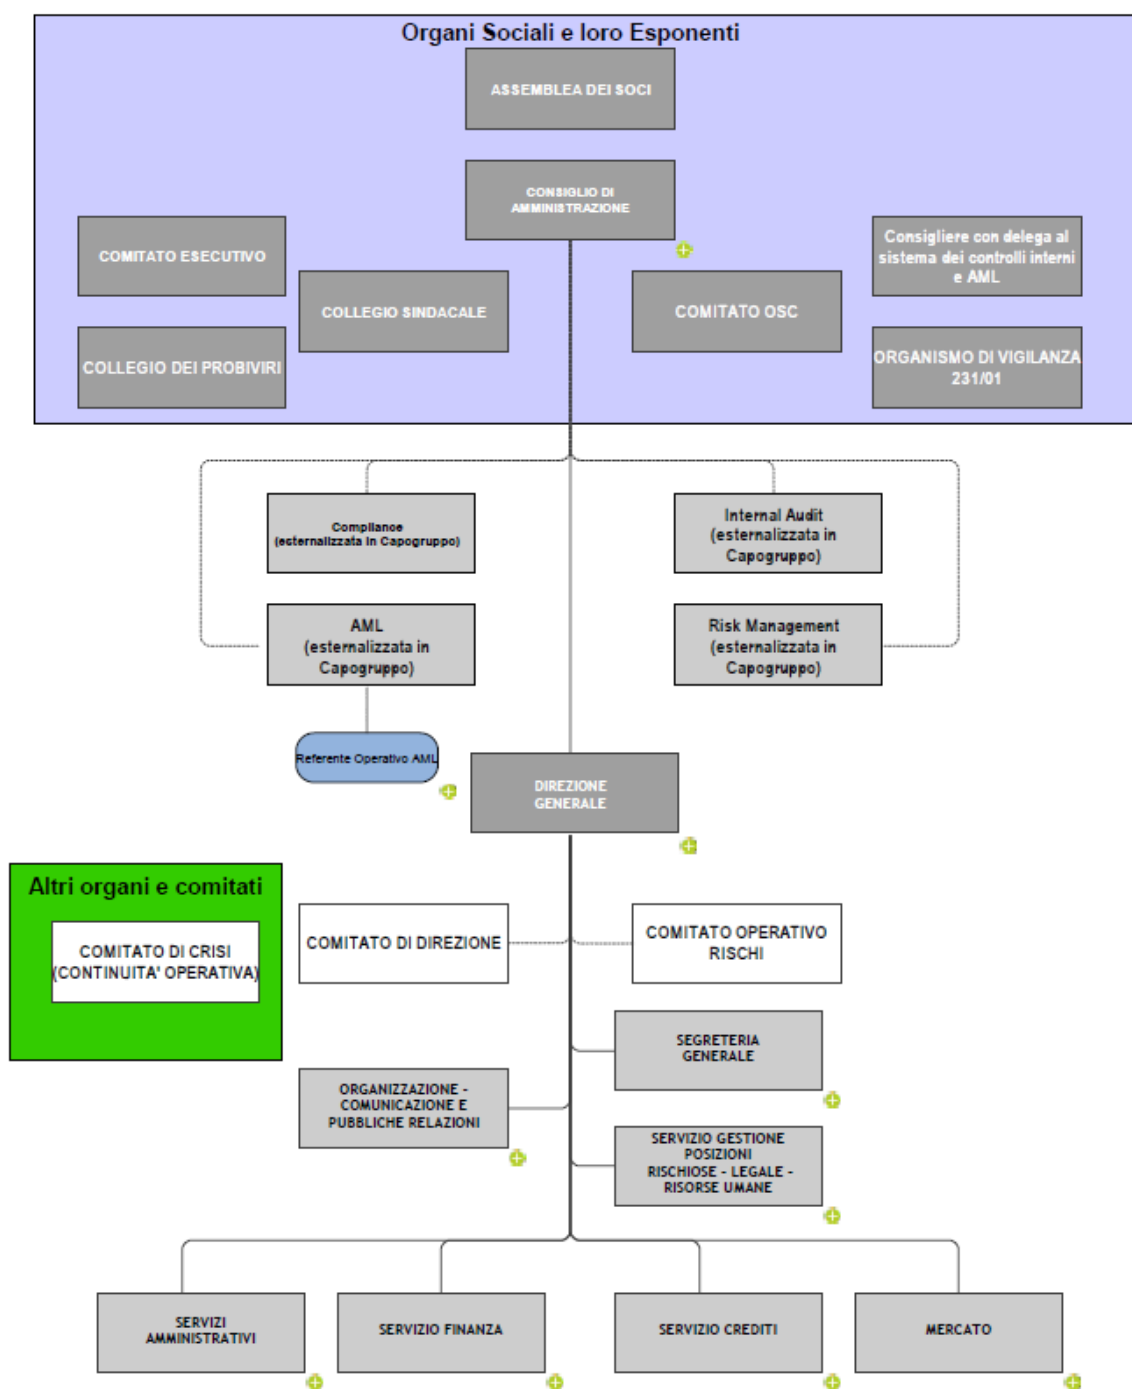 Organi Sociali e loro Esponenti
ASSEMBLEA DEI SOCI
CONSIGLIO DI
AMMINISTRAZIONE
COMITATO ESECUTIVO
COLLEGIO SINDACALE
COMITATO OSC
Consigliere con delega al
sistema dei controlli interni
e AML
COLLEGIO DEI PROBIVIRI
ORGANISMO DI VIGILANZA
231/01
Compliance
(esternalizzata in Capogruppo)
Internal Audit
(esternalizzata in
Capogruppo)
AML
(esternalizzata in
Capogruppo)
Risk Management
(esternalizzata in
Capogruppo)
Referente Operativo AML
DIREZIONE
GENERALE
Altri organi e comitati
COMITATO DI CRISI
(CONTINUITA' OPERATIVA)
COMITATO DI DIREZIONE
COMITATO OPERATIVO
RISCHI
SEGRETERIA
GENERALE
ORGANIZZAZIONE -
COMUNICAZIONE E
PUBBLICHE RELAZIONI
SERVIZIO GESTIONE
POSIZIONI
RISCHIOSE - LEGALE -
RISORSE UMANE
SERVIZI
AMMINISTRATIVI
SERVIZIO FINANZA
SERVIZIO CREDITI
MERCATO